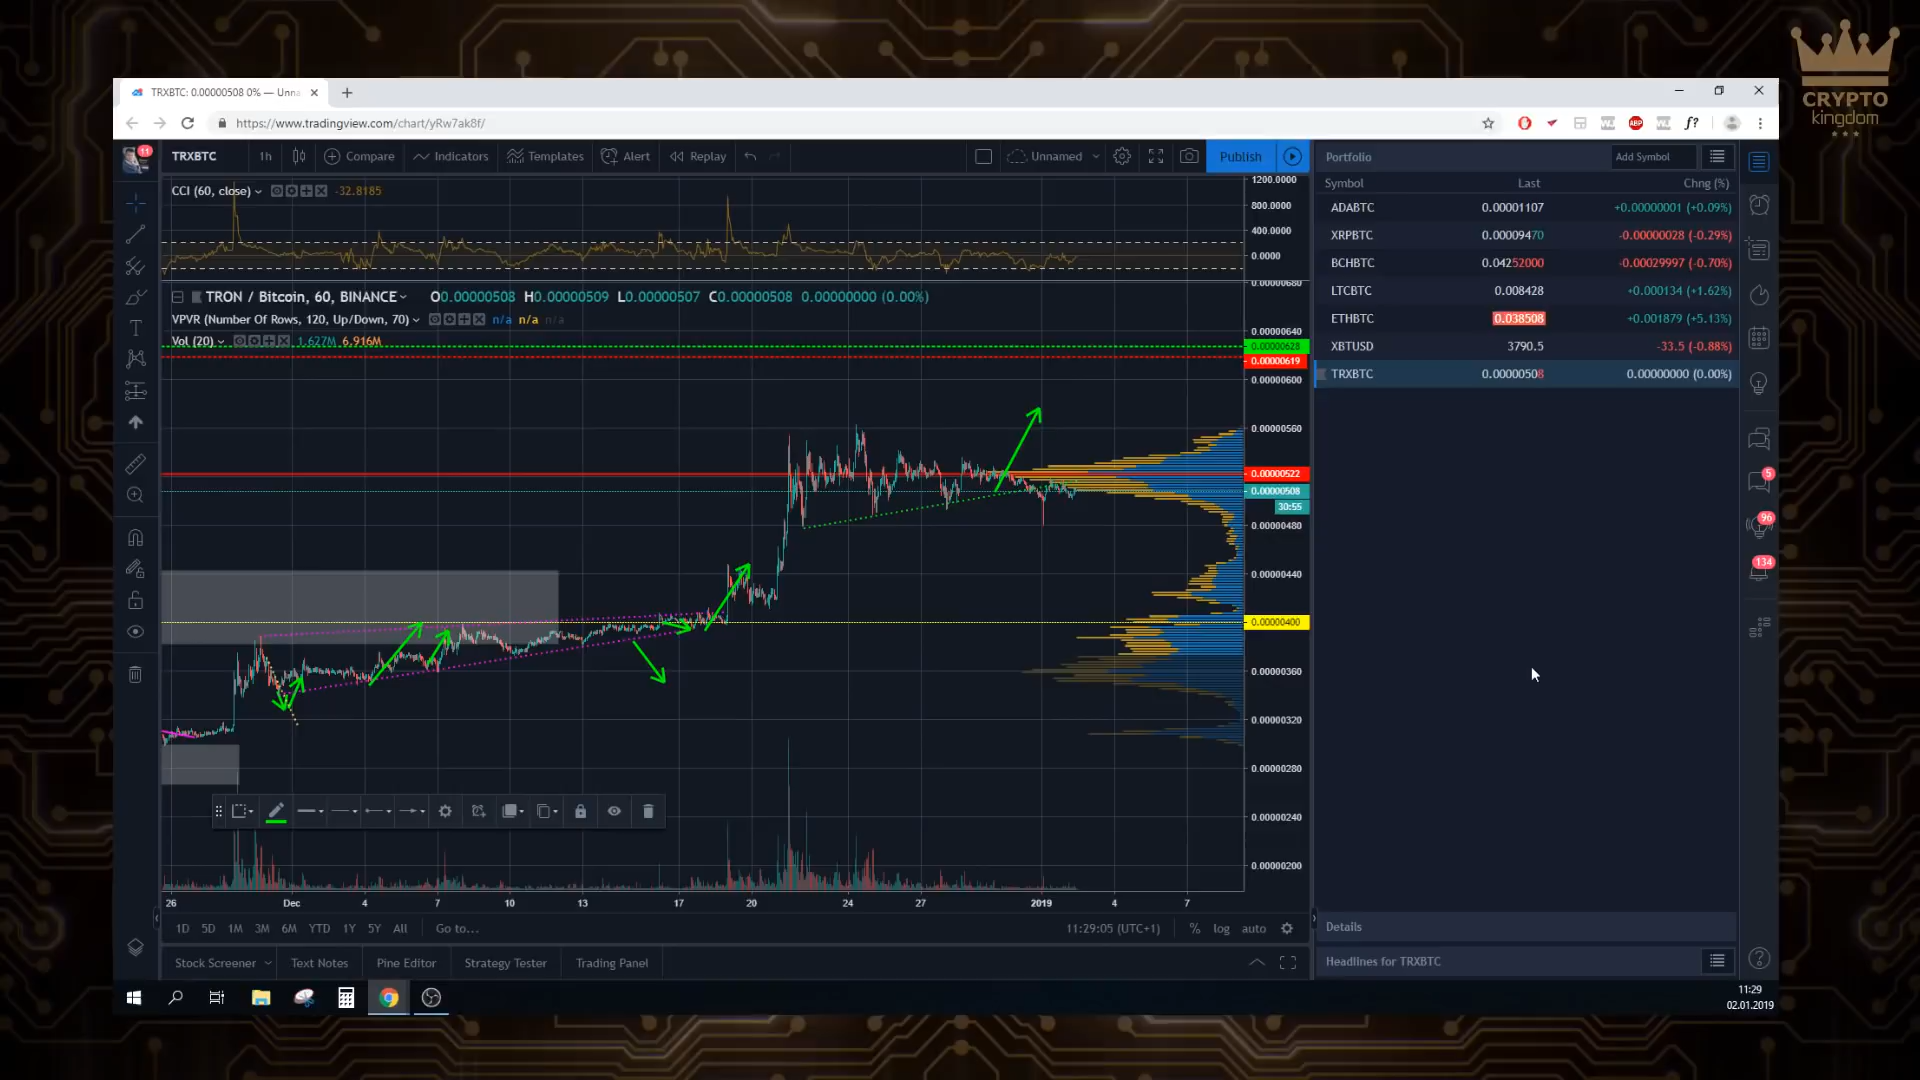 CRYPTO
kingdom
TRXBTC: 0.00000508 0% — Unna
https://www.tradingview.com/chart/yRw7ak8f/
ABP
f?
11
TRXBTC 1h Compare Indicators Templates Alert Replay Unnamed Publish
Portfolio Add Symbol
Symbol Last Chng (%)
ADABTC 0.00001107 +0.00000001 (+0.09%)
XRPBTC 0.00009470 -0.00000028 (-0.29%)
BCHBTC 0.04252000 -0.00029997 (-0.70%)
LTCBTC 0.008428 +0.000134 (+1.62%)
ETHBTC 0.038508 +0.001879 (+5.13%)
XBTUSD 3790.5 -33.5 (-0.88%)
TRXBTC 0.00000508 0.00000000 (0.00%)
CCI (60, close) -32.8185
1200.0000
800.0000
400.0000
0.0000
TRON / Bitcoin, 60, BINANCE O0.00000508 H0.00000509 L0.00000507 C0.00000508 0.00000000 (0.00%)
VPVR (Number Of Rows, 120, Up/Down, 70) n/a n/a n/a
Vol (20) 1.627M 6.916M
0.00000680
0.00000640
0.00000628
0.00000619
0.00000600
0.00000560
0.00000522
0.00000508
30:55
0.00000480
0.00000440
0.00000400
0.00000360
0.00000320
0.00000280
0.00000240
0.00000200
26 Dec 4 7 10 13 17 20 24 27 2019 4 7
1D 5D 1M 3M 6M YTD 1Y 5Y All Go to... 11:29:05 (UTC+1) % log auto
Stock Screener Text Notes Pine Editor Strategy Tester Trading Panel
5
96
134
Details
Headlines for TRXBTC
11:29
02.01.2019